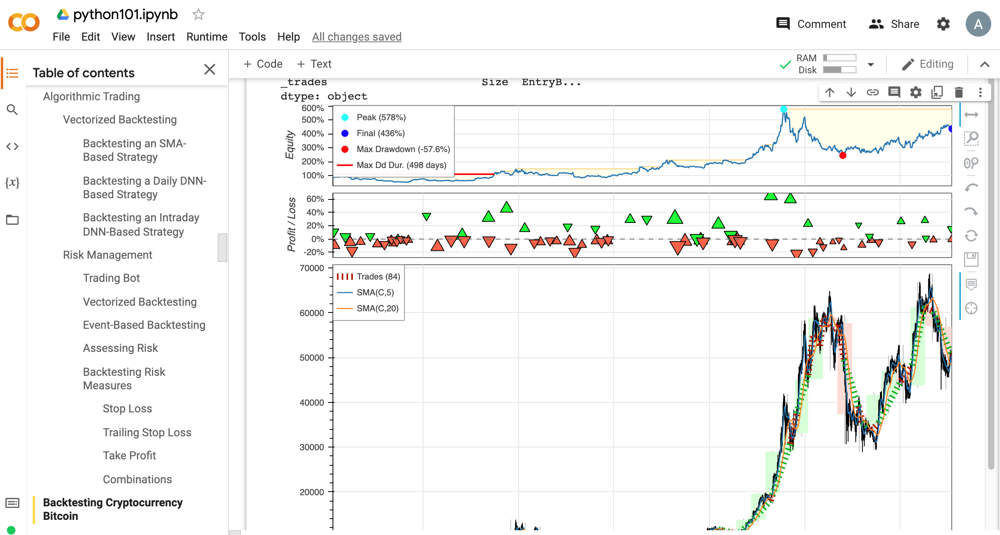 python101.ipynb
File Edit View Insert Runtime Tools Help All changes saved
Comment
Share
A
Table of contents
Algorithmic Trading
Vectorized Backtesting
Backtesting an SMA-
Based Strategy
Backtesting a Daily DNN-
Based Strategy
Backtesting an Intraday
DNN-Based Strategy
Risk Management
Trading Bot
Vectorized Backtesting
Event-Based Backtesting
Assessing Risk
Backtesting Risk
Measures
Stop Loss
Trailing Stop Loss
Take Profit
Combinations
Backtesting Cryptocurrency
Bitcoin
{x}
+ Code + Text
RAM
Disk
Editing
_trades Size EntryB...
dtype: object
Equity
600%
500%
400%
300%
200%
100%
Peak (578%)
Final (436%)
Max Drawdown (-57.6%)
Max Dd Dur. (498 days)
Profit / Loss
60%
40%
20%
0%
-20%
70000
60000
50000
40000
30000
20000
Trades (84)
SMA(C,5)
SMA(C,20)